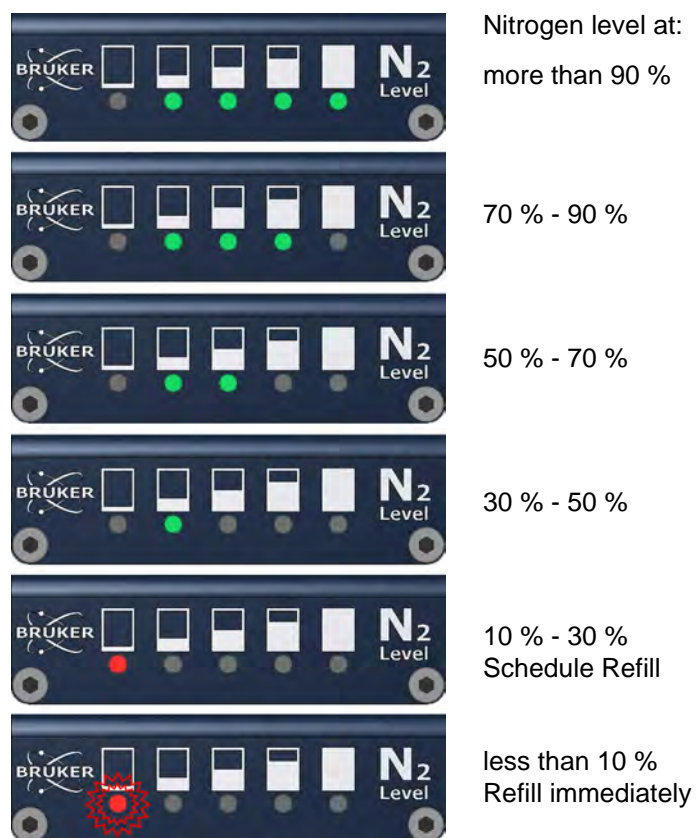 Nitrogen level at:
BRUKER N2 more than 90 %
Level
BRUKER N2 70 % - 90 %
Level
BRUKER N2 50 % - 70 %
Level
BRUKER N2 30 % - 50 %
Level
BRUKER N2 10 % - 30 %
Level Schedule Refill
BRUKER N2 less than 10 %
Level Refill immediately